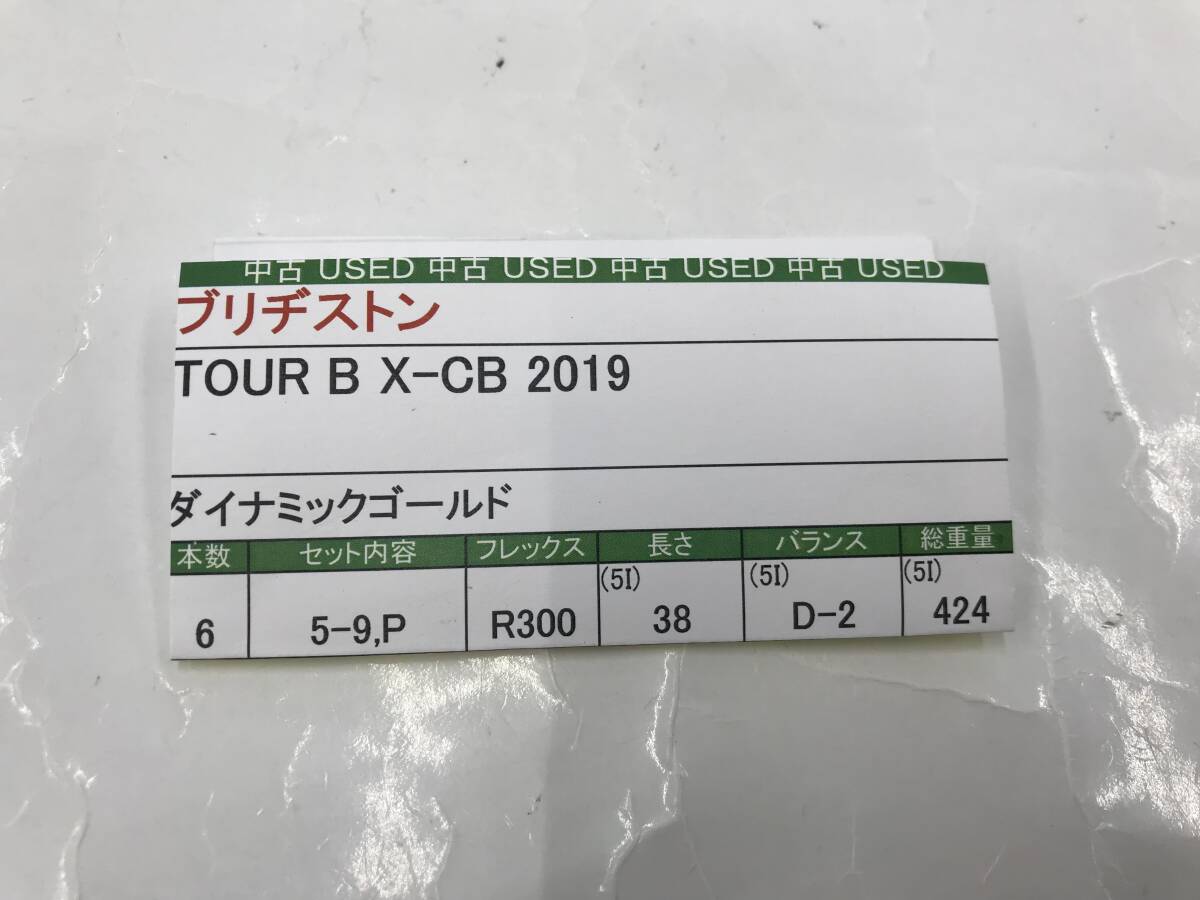 中古 USED 中古 USED 中古 USED 中古 USED
ブリヂストン
TOUR B X-CB 2019
ダイナミックゴールド
本数 セット内容 フレックス 長さ バランス 総重量
(5I) (5I) (5I)
6 5-9,P R300 38 D-2 424